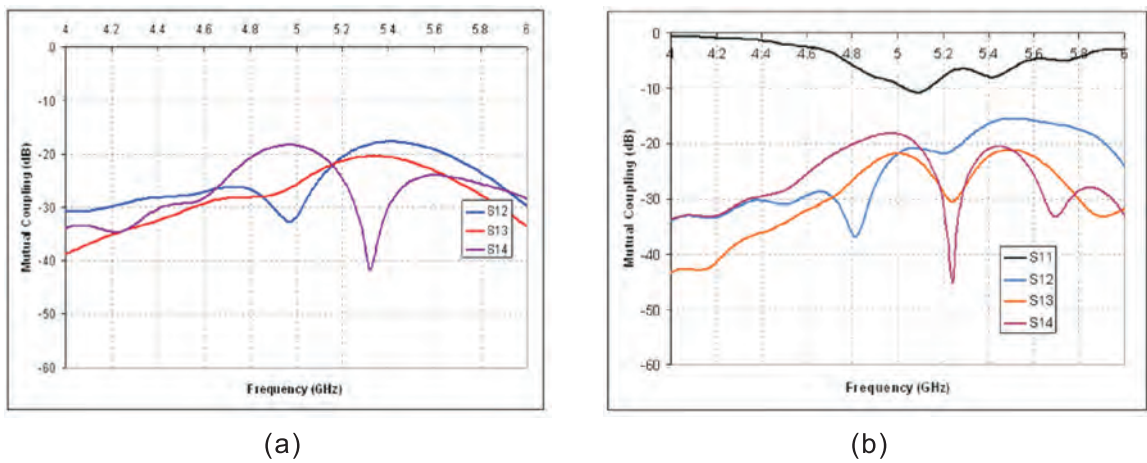 4 4.2 4.4 4.6 4.8 5 5.2 5.4 5.6 5.8 6
0
-10
-20
-30
-40
-50
-60
Mutual Coupling (dB)
S12
S13
S14
Frequency (GHz)
(a)
0
4 4.2 4.4 4.6 4.8 5 5.2 5.4 5.6 5.8 6
-10
-20
-30
-40
-50
-60
Mutual Coupling (dB)
S11
S12
S13
S14
Frequency (GHz)
(b)